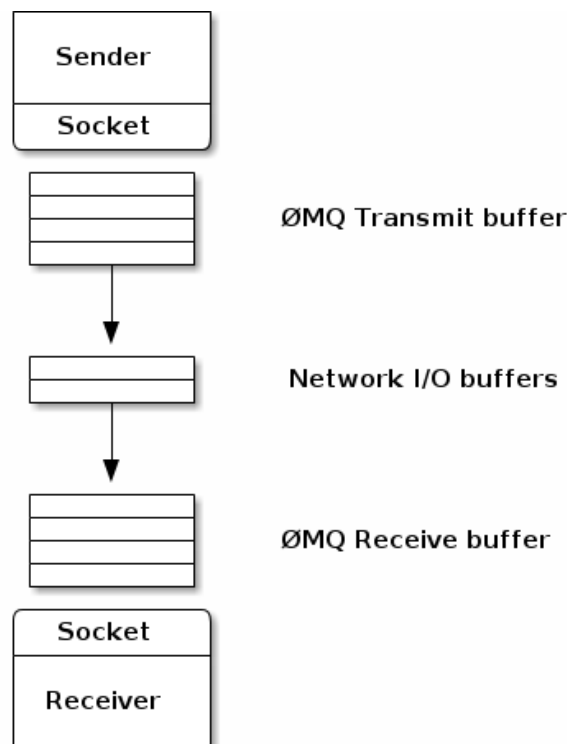 Sender
Socket
ØMQ Transmit buffer
Network I/O buffers
ØMQ Receive buffer
Socket
Receiver